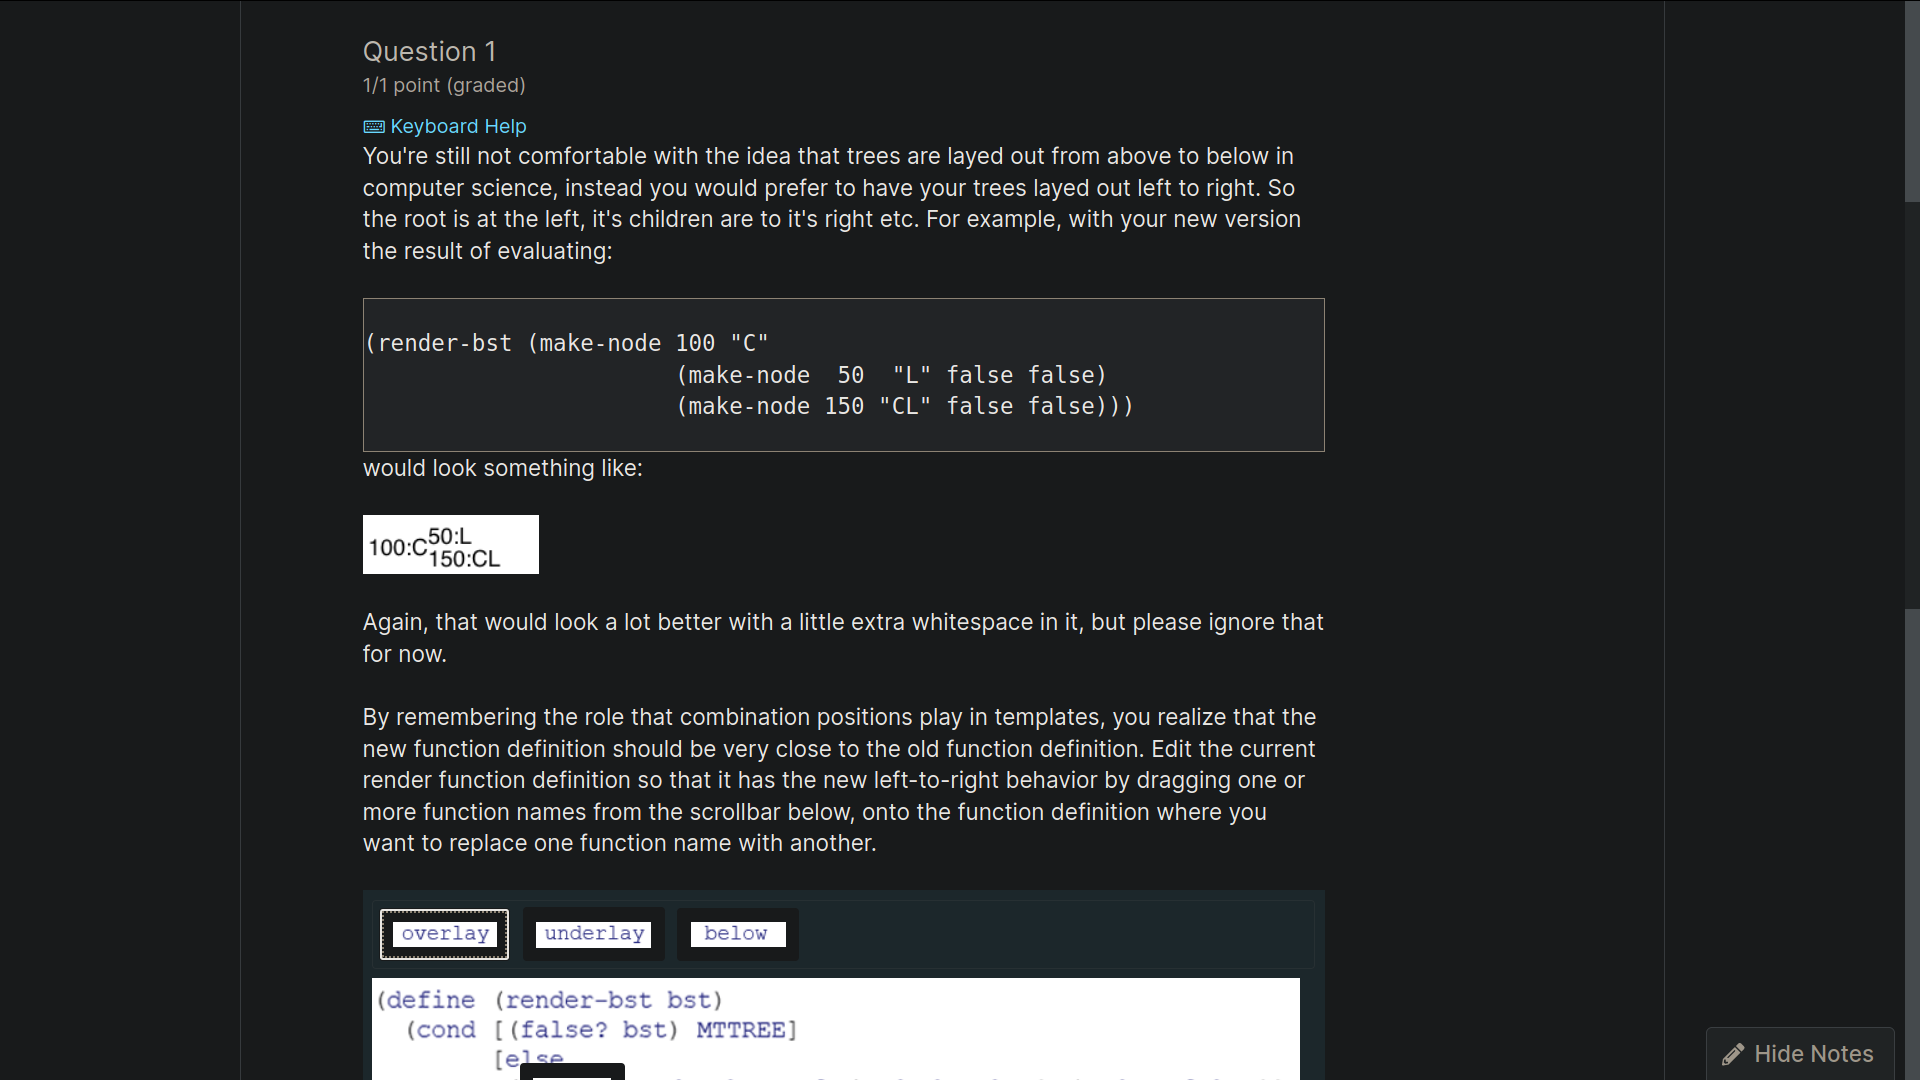 Question 1
1/1 point (graded)
Keyboard Help
You're still not comfortable with the idea that trees are layed out from above to below in
computer science, instead you would prefer to have your trees layed out left to right. So
the root is at the left, it's children are to it's right etc. For example, with your new version
the result of evaluating:
(render-bst (make-node 100 "C"
(make-node  50  "L" false false)
(make-node 150 "CL" false false)))
would look something like:
50:L
100:C
150:CL
Again, that would look a lot better with a little extra whitespace in it, but please ignore that
for now.
By remembering the role that combination positions play in templates, you realize that the
new function definition should be very close to the old function definition. Edit the current
render function definition so that it has the new left-to-right behavior by dragging one or
more function names from the scrollbar below, onto the function definition where you
want to replace one function name with another.
overlay underlay below
(define (render-bst bst)
(cond [(false? bst) MTTREE]
[else
Hide Notes